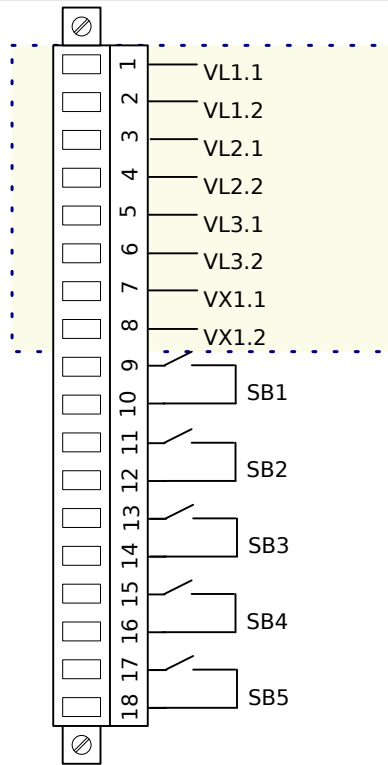 1 VL1.1
2 VL1.2
3 VL2.1
4 VL2.2
5 VL3.1
6 VL3.2
7 VX1.1
8 VX1.2
9
10 SB1
11
12 SB2
13
14 SB3
15
16 SB4
17
18 SB5